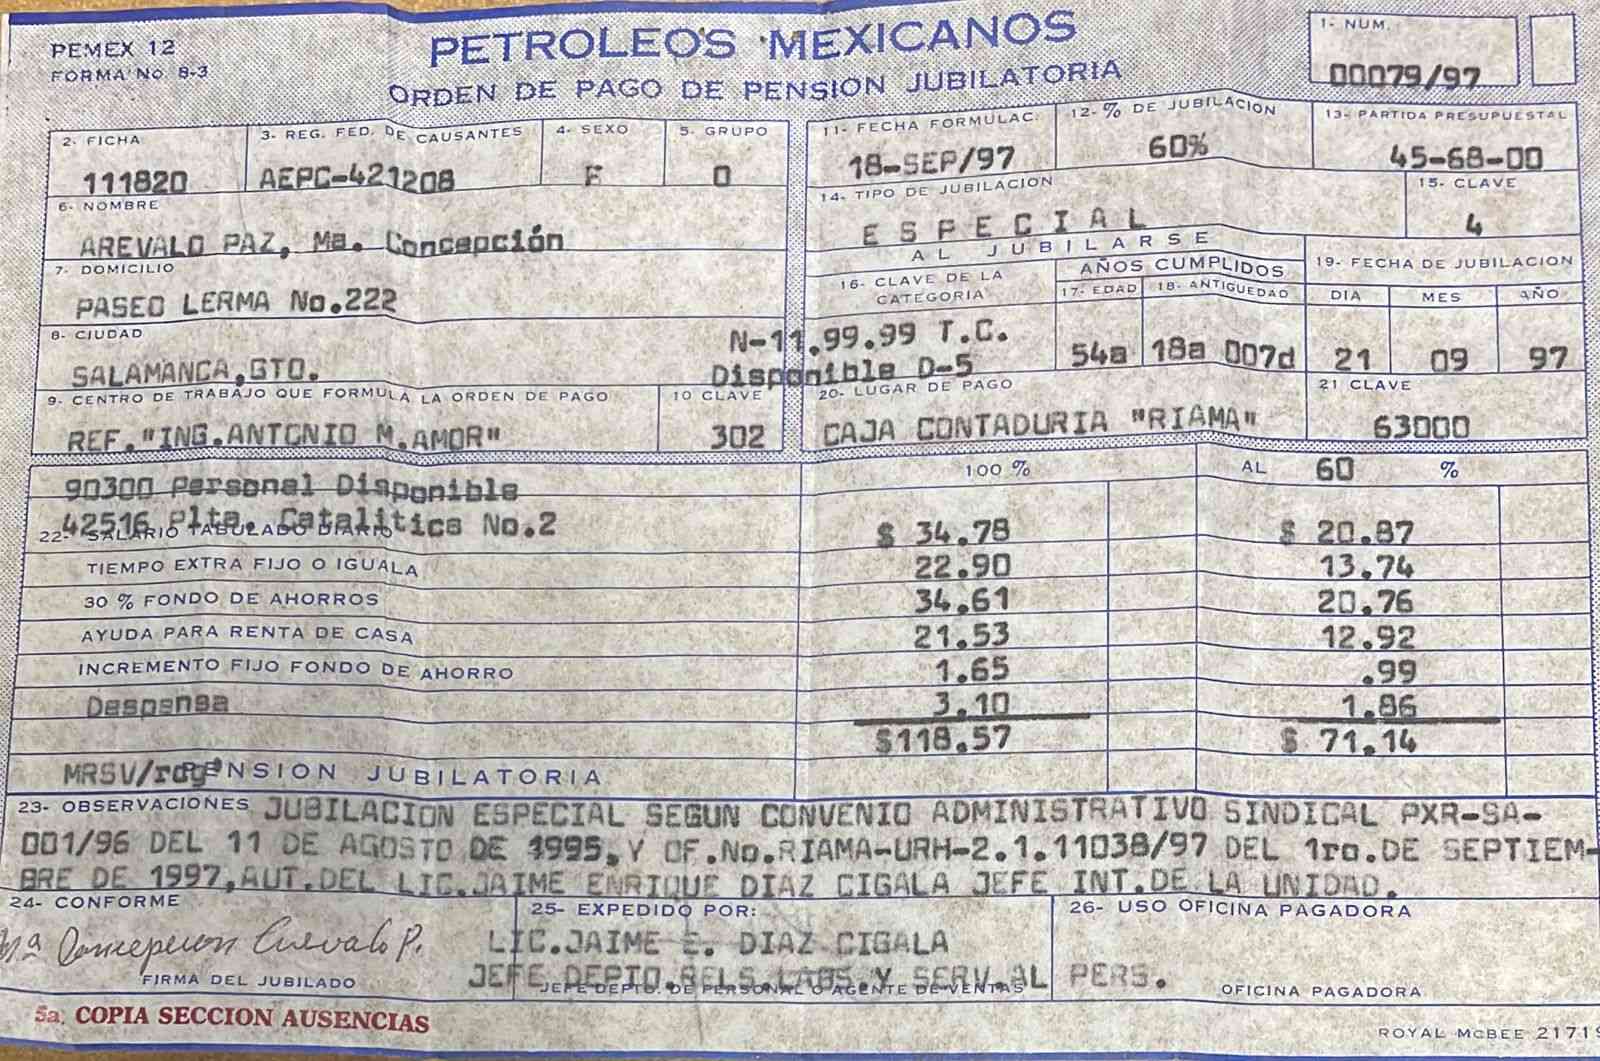 PEMEX 12
FORMA No. 8-3
PETROLEOS MEXICANOS
ORDEN DE PAGO DE PENSION JUBILATORIA
1- NUM.
00079/97
2- FICHA
111820
3- REG. FED. DE CAUSANTES
AEPC-421208
4- SEXO
F
5- GRUPO
0
6- NOMBRE
AREVALO PAZ, Ma. Concepción
7- DOMICILIO
PASEO LERMA No.222
8- CIUDAD
SALAMANCA,GTO.
9- CENTRO DE TRABAJO QUE FORMULA LA ORDEN DE PAGO
REF."ING.ANTONIO M.AMOR"
10 CLAVE
302
11- FECHA FORMULAC.
18-SEP/97
12-% DE JUBILACION
60%
13- PARTIDA PRESUPUESTAL
45-68-00
14- TIPO DE JUBILACION
E S P E C I A L
15- CLAVE
4
AL JUBILARSE
16- CLAVE DE LA CATEGORIA
N-11.99.99 T.C.
Disponible D-5
AÑOS CUMPLIDOS
17- EDAD
54a
18- ANTIGUEDAD
18a 007d
19- FECHA DE JUBILACION
DIA MES AÑO
21 09 97
20- LUGAR DE PAGO
CAJA CONTADURIA "RIAMA"
21 CLAVE
63000
100 % AL 60 %
90300 Personal Disponible
42516 Plta. Catalitica No.2
22- SALARIO TABULADO DIARIO $ 34.78 $ 20.87
TIEMPO EXTRA FIJO O IGUALA 22.90 13.74
30 % FONDO DE AHORROS 34.61 20.76
AYUDA PARA RENTA DE CASA 21.53 12.92
INCREMENTO FIJO FONDO DE AHORRO 1.65 .99
Despensa 3.10 1.86
$118.57 $ 71.14
MRSV/rdg' PENSION JUBILATORIA
23- OBSERVACIONES JUBILACION ESPECIAL SEGUN CONVENIO ADMINISTRATIVO SINDICAL PXR-SA-
001/96 DEL 11 DE AGOSTO DE 1995,Y OF.No.RIAMA-URH-2.1.11038/97 DEL 1ro.DE SEPTIEM-
BRE DE 1997,AUT.DEL LIC.JAIME ENRIQUE DIAZ CIGALA JEFE INT.DE LA UNIDAD.
24- CONFORME
Mª Concepcion Arevalo P.
FIRMA DEL JUBILADO
25- EXPEDIDO POR:
LIC.JAIME E. DIAZ CIGALA
JEFE DEPTO.RELS.LABS.Y SERV.AL PERS.
JEFE DEPTO. DE PERSONAL O AGENTE DE VENTAS
26- USO OFICINA PAGADORA
OFICINA PAGADORA
5a. COPIA SECCION AUSENCIAS
ROYAL McBEE 21719